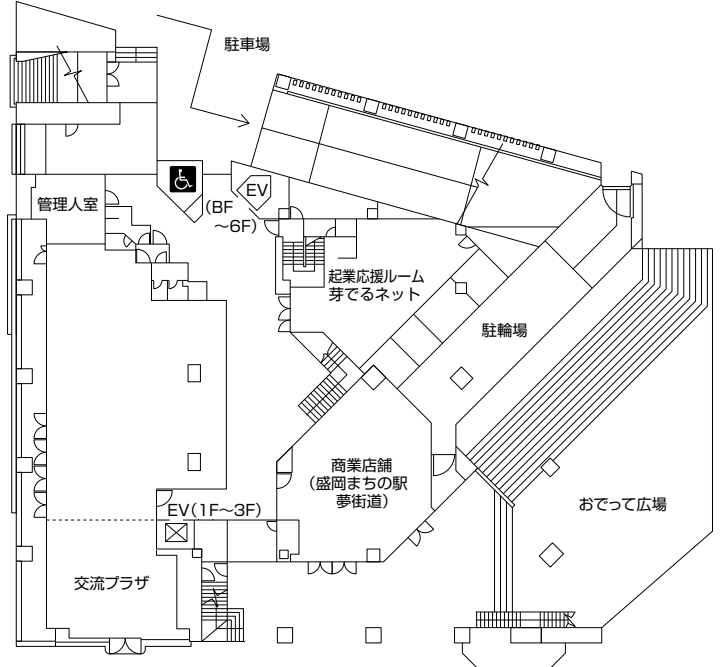 駐車場
EV
(BF
～6F)
管理人室
起業応援ルーム
芽でるネット
駐輪場
商業店舗
(盛岡まちの駅
夢街道)
おでって広場
EV(1F～3F)
交流プラザ